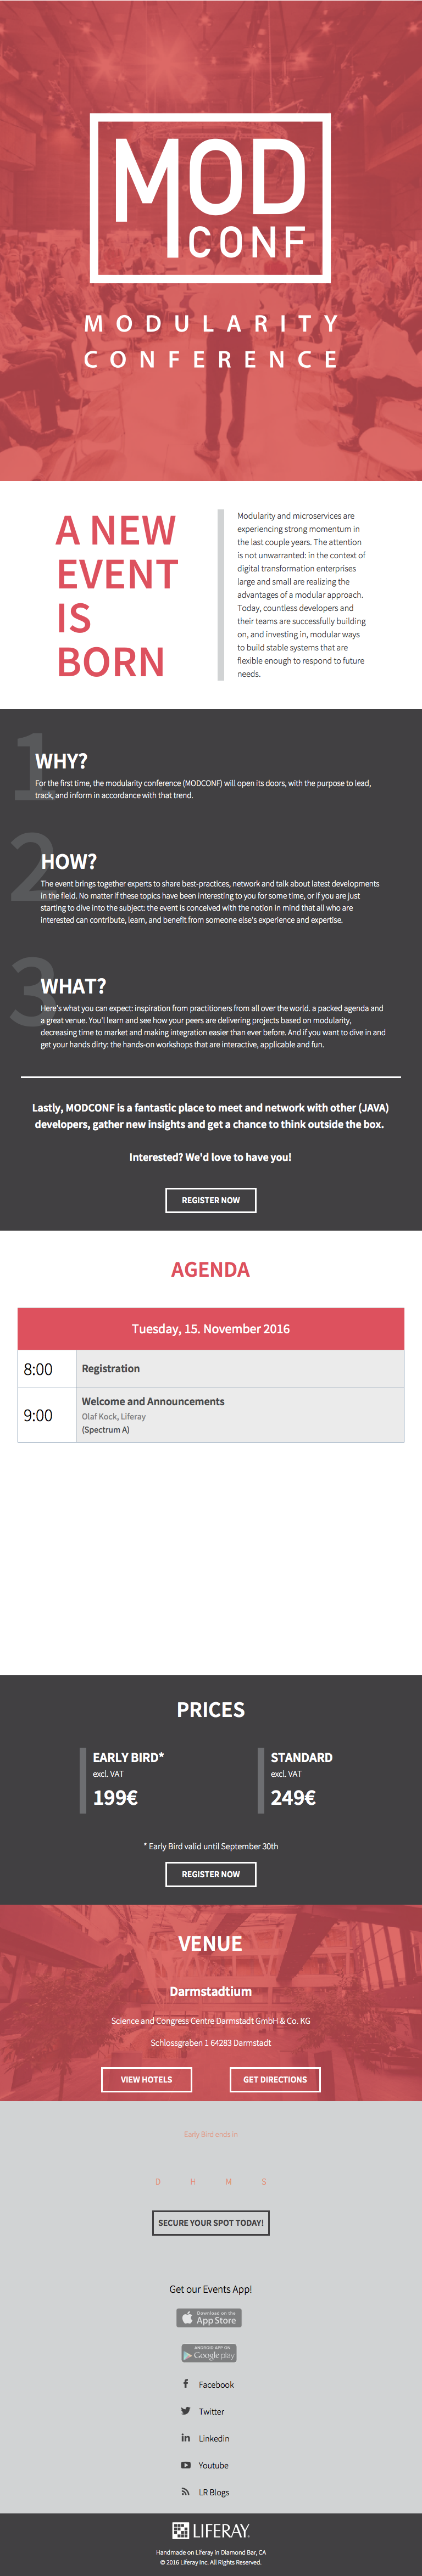 MOD
CONF
MODULARITY
CONFERENCE
A NEW
EVENT
IS
BORN
Modularity and microservices are
experiencing strong momentum in
the last couple years. The attention
is not unwarranted: in the context of
digital transformation enterprises
large and small are realizing the
advantages of a modular approach.
Today, countless developers and
their teams are successfully building
on, and investing in, modular ways
to build stable systems that are
flexible enough to respond to future
needs.
1
WHY?
For the first time, the modularity conference (MODCONF) will open its doors, with the purpose to lead,
track, and inform in accordance with that trend.
2
HOW?
The event brings together experts to share best-practices, network and talk about latest developments
in the field. No matter if these topics have been interesting to you for some time, or if you are just
starting to dive into the subject: the event is conceived with the notion in mind that all who are
interested can contribute, learn, and benefit from someone else's experience and expertise.
3
WHAT?
Here's what you can expect: inspiration from practitioners from all over the world. a packed agenda and
a great venue. You'l learn and see how your peers are delivering projects based on modularity,
decreasing time to market and making integration easier than ever before. And if you want to dive in and
get your hands dirty: the hands-on workshops that are interactive, applicable and fun.
Lastly, MODCONF is a fantastic place to meet and network with other (JAVA)
developers, gather new insights and get a chance to think outside the box.
Interested? We'd love to have you!
REGISTER NOW
AGENDA
Tuesday, 15. November 2016
8:00 Registration
9:00 Welcome and Announcements
Olaf Kock, Liferay
(Spectrum A)
PRICES
EARLY BIRD*
excl. VAT
199€
STANDARD
excl. VAT
249€
* Early Bird valid until September 30th
REGISTER NOW
VENUE
Darmstadtium
Science and Congress Centre Darmstadt GmbH & Co. KG
Schlossgraben 1 64283 Darmstadt
VIEW HOTELS GET DIRECTIONS
Early Bird ends in
D H M S
SECURE YOUR SPOT TODAY!
Get our Events App!
Download on the
App Store
ANDROID APP ON
Google play
Facebook
Twitter
Linkedin
Youtube
LR Blogs
LIFERAY.
Handmade on Liferay in Diamond Bar, CA
© 2016 Liferay Inc. All Rights Reserved.